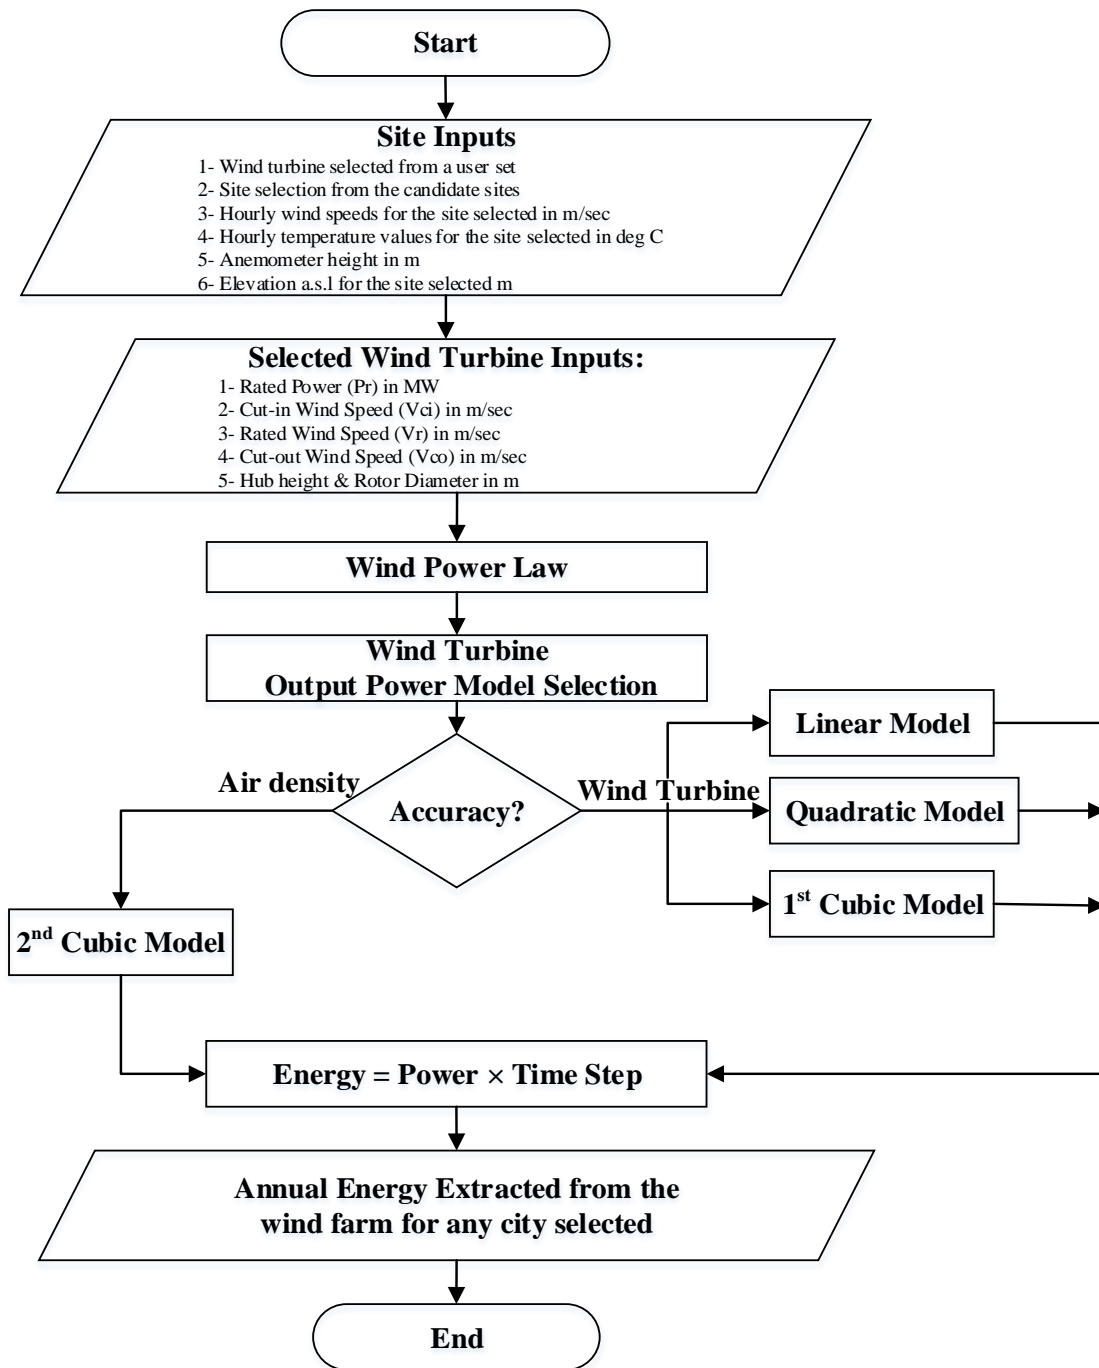 Start
Site Inputs
1- Wind turbine selected from a user set
2- Site selection from the candidate sites
3- Hourly wind speeds for the site selected in m/sec
4- Hourly temperature values for the site selected in deg C
5- Anemometer height in m
6- Elevation a.s.l for the site selected m
Selected Wind Turbine Inputs:
1- Rated Power (Pr) in MW
2- Cut-in Wind Speed (Vci) in m/sec
3- Rated Wind Speed (Vr) in m/sec
4- Cut-out Wind Speed (Vco) in m/sec
5- Hub height & Rotor Diameter in m
Wind Power Law
Wind Turbine
Output Power Model Selection
Accuracy?
Air density
Wind Turbine
Linear Model
Quadratic Model
1st Cubic Model
2nd Cubic Model
Energy = Power × Time Step
Annual Energy Extracted from the
wind farm for any city selected
End